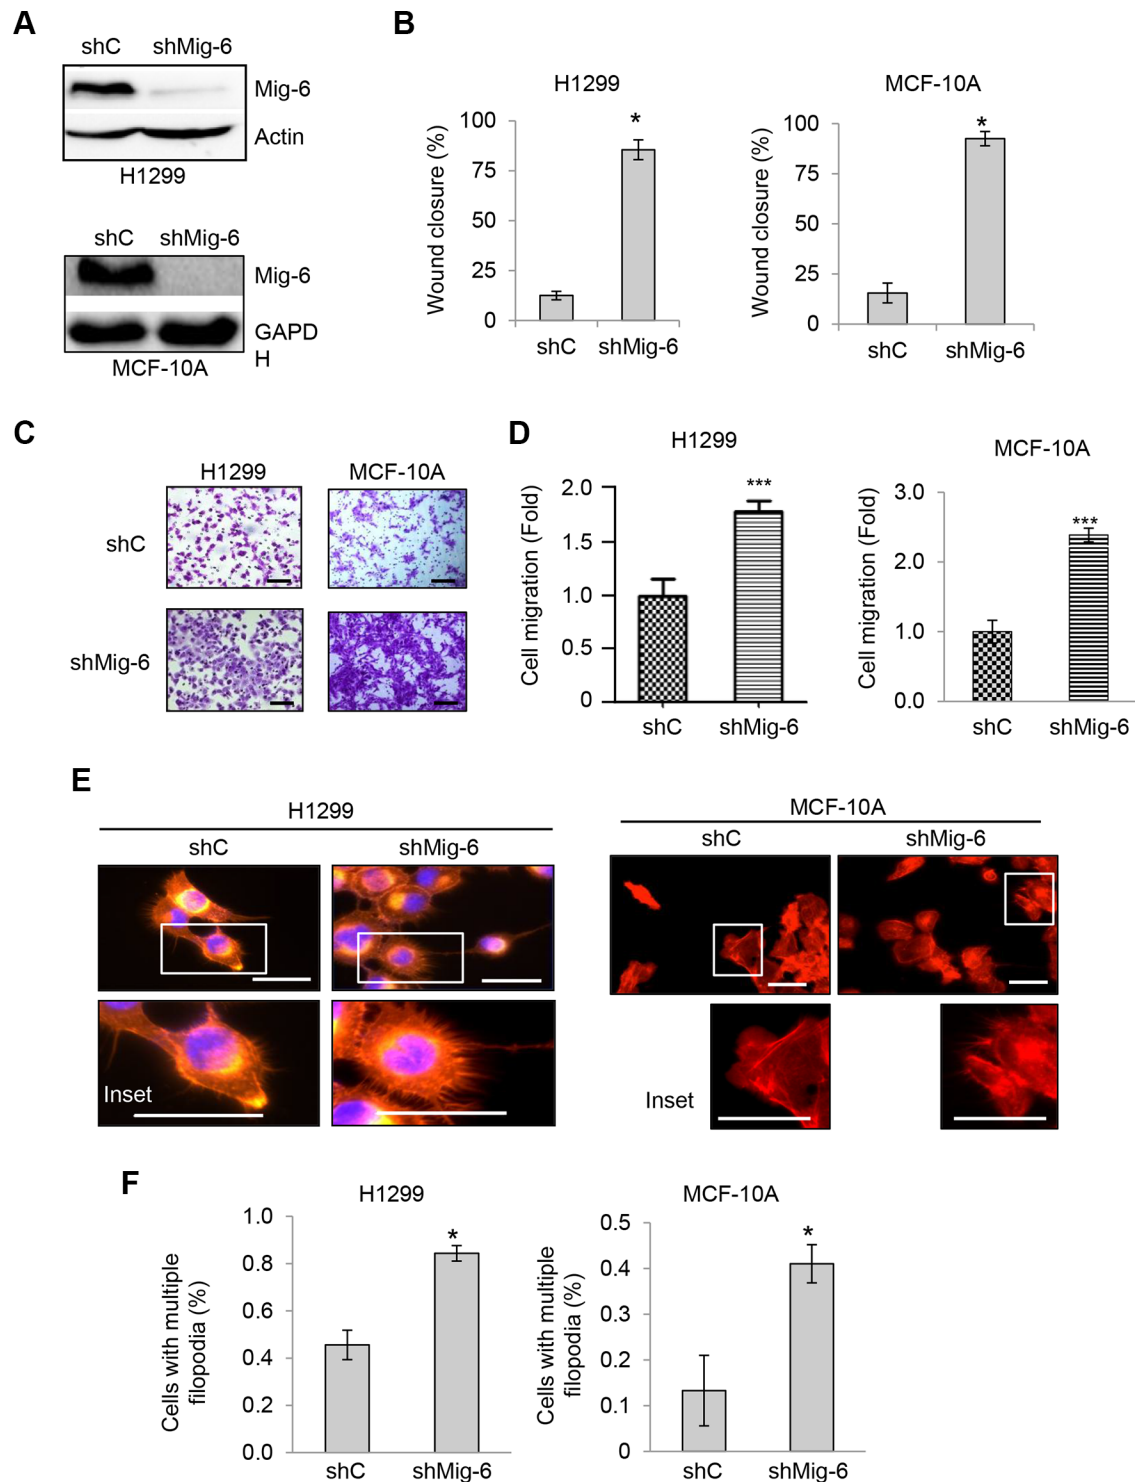 A
shC shMig-6
Mig-6
Actin
H1299
shC shMig-6
Mig-6
GAPD
H
MCF-10A
B
H1299
Wound closure (%)
100
75
50
25
0
*
shC shMig-6
MCF-10A
Wound closure (%)
100
75
50
25
0
*
shC shMig-6
C
H1299 MCF-10A
shC
shMig-6
D
H1299
Cell migration (Fold)
2.0
1.5
1.0
0.5
0
***
shC shMig-6
MCF-10A
Cell migration (Fold)
3.0
2.0
1.0
0.0
***
shC shMig-6
E
H1299
shC shMig-6
Inset
MCF-10A
shC shMig-6
Inset
F
H1299
Cells with multiple
filopodia (%)
1.0
0.8
0.6
0.4
0.2
0.0
*
shC shMig-6
MCF-10A
Cells with multiple
filopodia (%)
0.5
0.4
0.3
0.2
0.1
0
*
shC shMig-6